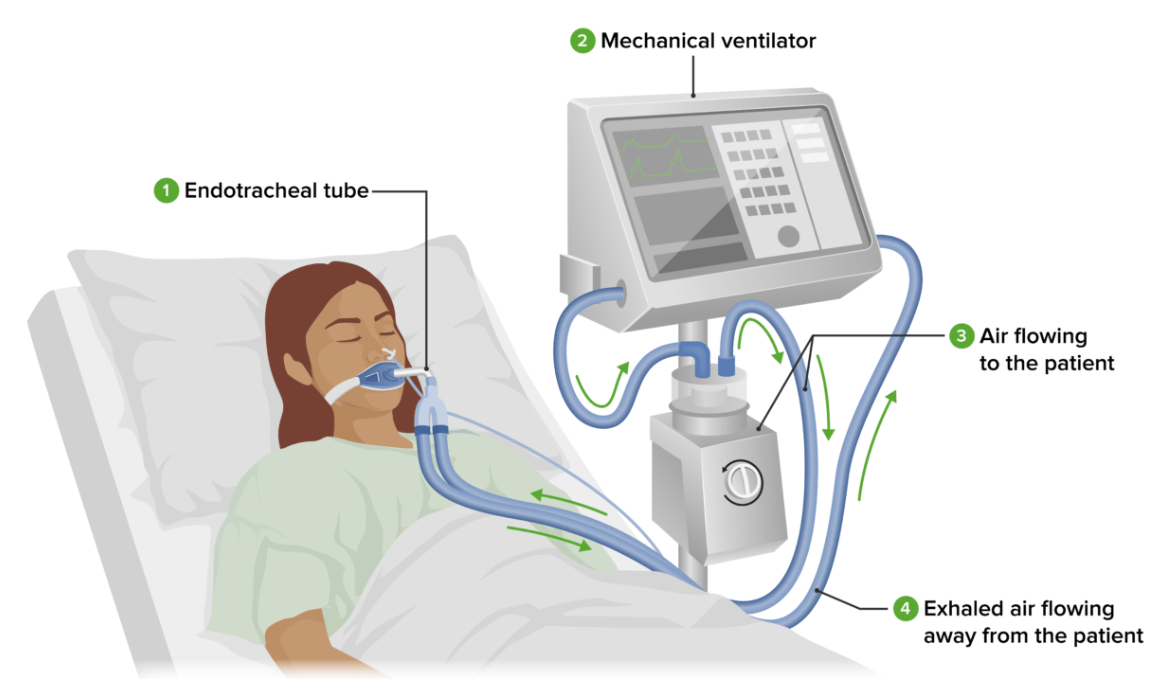 2 Mechanical ventilator
1 Endotracheal tube
3 Air flowing
to the patient
4 Exhaled air flowing
away from the patient